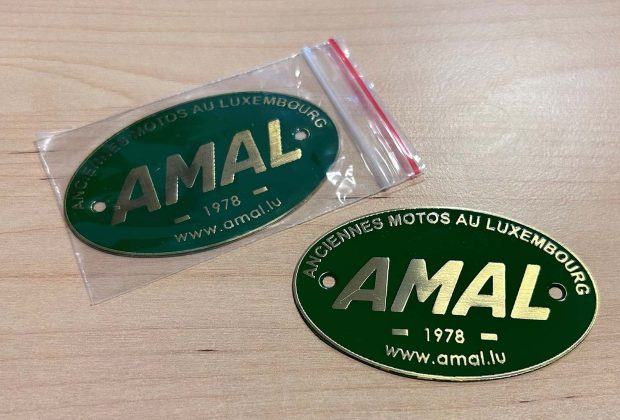 ANCIENNES MOTOS AU LUXEMBOURG
AMAL
- 1978 -
www.amal.lu
ANCIENNES MOTOS AU LUXEMBOURG
AMAL
- 1978 -
www.amal.lu